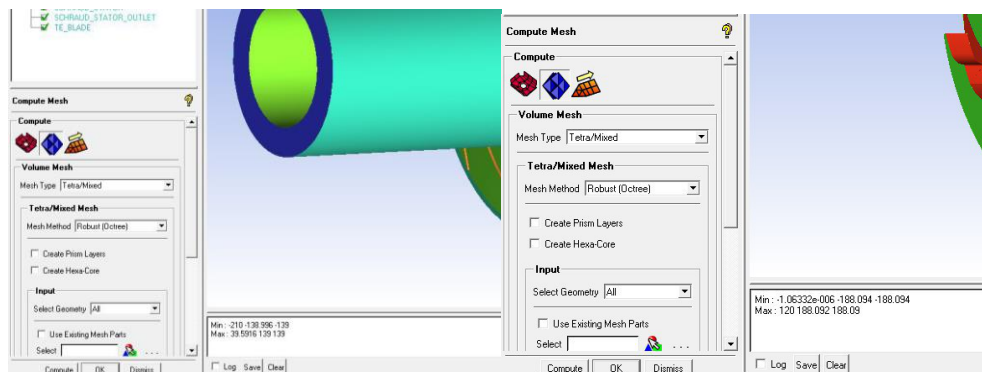 SCHRAUD_STATOR_OUTLET
TE_BLADE
Compute Mesh
Compute
Volume Mesh
Mesh Type Tetra/Mixed
Tetra/Mixed Mesh
Mesh Method Robust (Octree)
Create Prism Layers
Create Hexa-Core
Input
Select Geometry All
Use Existing Mesh Parts
Select ...
Compute OK Dismiss
Min : -210 -138.996 -139
Max : 39.5916 139 139
Log Save Clear
Compute Mesh
Compute
Volume Mesh
Mesh Type Tetra/Mixed
Tetra/Mixed Mesh
Mesh Method Robust (Octree)
Create Prism Layers
Create Hexa-Core
Input
Select Geometry All
Use Existing Mesh Parts
Select ...
Compute OK Dismiss
Min : -1.06332e-006 -188.094 -188.094
Max : 120 188.092 188.09
Log Save Clear